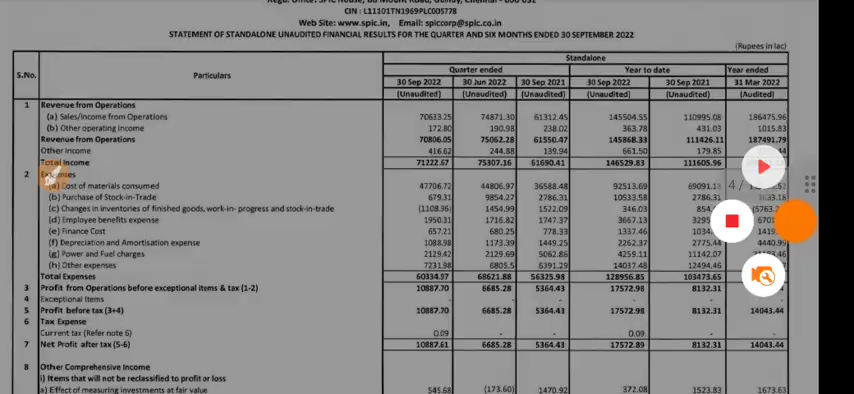 Regd. Office: SPIC House, 88 Mount Road, Guindy, Chennai - 600 032
CIN : L11101TN1969PLC005778
Web Site: www.spic.in, Email: spiccorp@spic.co.in
STATEMENT OF STANDALONE UNAUDITED FINANCIAL RESULTS FOR THE QUARTER AND SIX MONTHS ENDED 30 SEPTEMBER 2022
(Rupees in lac)
Standalone
S.No. Particulars Quarter ended Year to date Year ended
30 Sep 2022 30 Jun 2022 30 Sep 2021 30 Sep 2022 30 Sep 2021 31 Mar 2022
(Unaudited) (Unaudited) (Unaudited) (Unaudited) (Unaudited) (Audited)
1 Revenue from Operations
(a) Sales/Income from Operations 70633.25 74871.30 61312.45 145504.55 110995.08 186475.96
(b) Other operating income 172.80 190.98 238.02 363.78 431.03 1015.83
Revenue from Operations 70806.05 75062.28 61550.47 145868.33 111426.11 187491.79
Other Income 416.62 244.88 139.94 661.50 179.85
Total Income 71222.67 75307.16 61690.41 146529.83 111605.96
2 Expenses
(a) Cost of materials consumed 47706.72 44806.97 36588.48 92513.69 69091.18 4 /
(b) Purchase of Stock-in-Trade 679.31 9854.27 2786.31 10533.58 2786.31 3633.18
(c) Changes in inventories of finished goods, work-in- progress and stock-in-trade (1108.96) 1454.99 1522.09 346.03 854. (5763.
(d) Employee benefits expense 1950.31 1716.82 1747.37 3667.13 3295 6701
(e) Finance Cost 657.21 680.25 778.33 1337.46 1034 1419
(f) Depreciation and Amortisation expense 1088.98 1173.39 1449.25 2262.37 2775.44 4440.99
(g) Power and Fuel charges 2129.42 2129.69 5062.86 4259.11 11142.07
(h) Other expenses 7231.98 6805.5 6391.29 14037.48 12494.46
Total Expenses 60334.97 68621.88 56325.98 128956.85 103473.65
3 Profit from Operations before exceptional items & tax (1-2) 10887.70 6685.28 5364.43 17572.98 8132.31
4 Exceptional Items - - - - -
5 Profit before tax (3+4) 10887.70 6685.28 5364.43 17572.98 8132.31 14043.44
6 Tax Expense
Current tax (Refer note 6) 0.09 - - 0.09 - -
7 Net Profit after tax (5-6) 10887.61 6685.28 5364.43 17572.89 8132.31 14043.44
8 Other Comprehensive Income
i) Items that will not be reclassified to profit or loss
a) Effect of measuring investments at fair value 545.68 (173.60) 1470.92 372.08 1523.83 1673.63